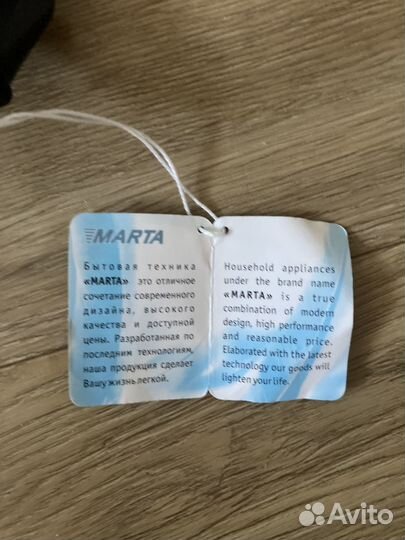 MARTA
Бытовая техника
«MARTA» это отличное
сочетание современного
дизайна, высокого
качества и доступной
цены. Разработанная по
последним технологиям,
наша продукция сделает
Вашу жизнь легкой.
Household appliances
under the brand name
«MARTA» is a true
combination of modern
design, high performance
and reasonable price.
Elaborated with the latest
technology our goods will
lighten your life.
Avito